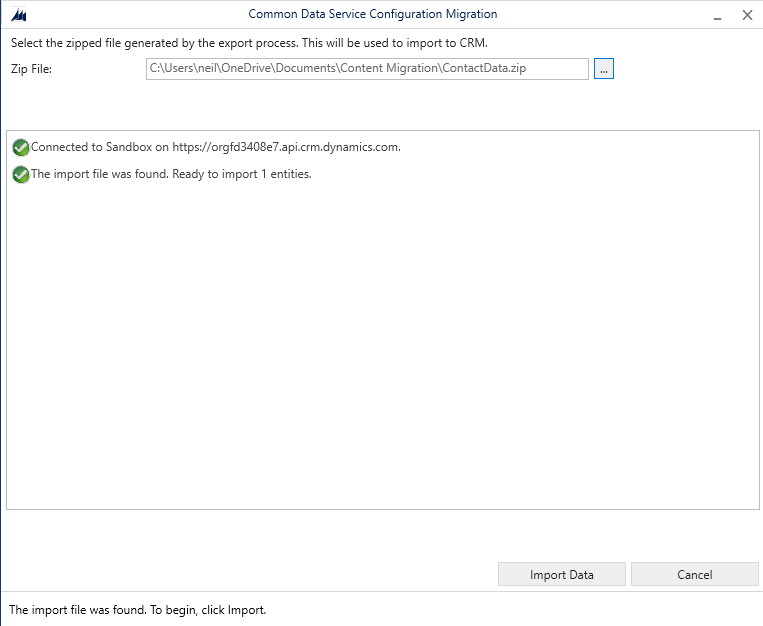 Common Data Service Configuration Migration
Select the zipped file generated by the export process. This will be used to import to CRM.
Zip File: C:\Users\neil\OneDrive\Documents\Content Migration\ContactData.zip ...
Connected to Sandbox on https://orgfd3408e7.api.crm.dynamics.com.
The import file was found. Ready to import 1 entities.
Import Data Cancel
The import file was found. To begin, click Import.